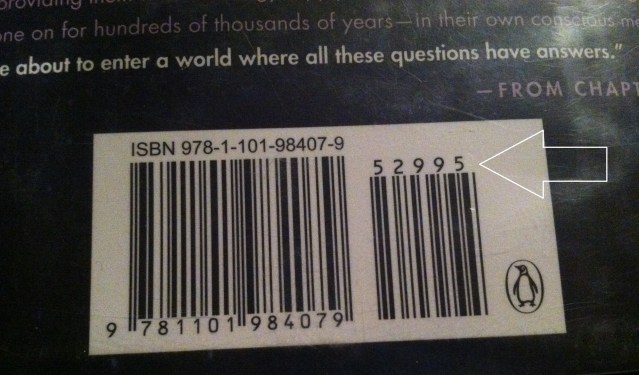 providing
one on for hundreds of thousands of years—in their own conscious
e about to enter a world where all these questions have answers."
—FROM CHAPT
ISBN 978-1-101-98407-9
52995
9 781101 984079